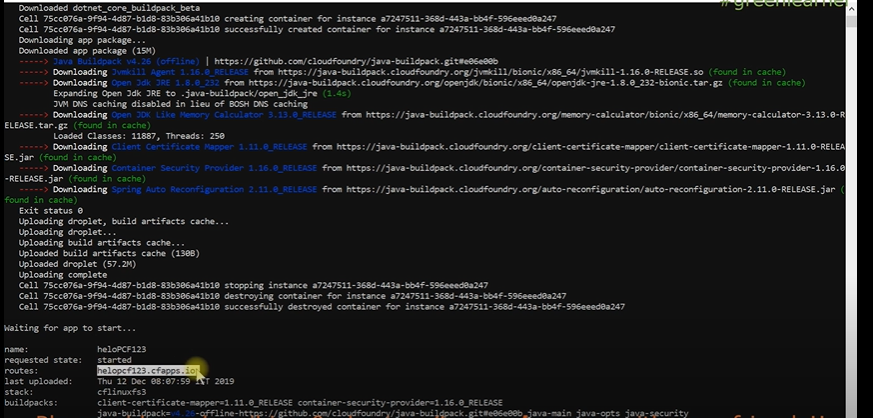 #greenlearner
Downloaded dotnet_core_buildpack_beta
Cell 75cc076a-9f94-4d87-b1d8-83b306a41b10 creating container for instance a7247511-368d-443a-bb4f-596eeed0a247
Cell 75cc076a-9f94-4d87-b1d8-83b306a41b10 successfully created container for instance a7247511-368d-443a-bb4f-596eeed0a247
Downloading app package...
Downloaded app package (15M)
-----> Java Buildpack v4.26 (offline) | https://github.com/cloudfoundry/java-buildpack.git#e06e00b
-----> Downloading Jvmkill Agent 1.16.0_RELEASE from https://java-buildpack.cloudfoundry.org/jvmkill/bionic/x86_64/jvmkill-1.16.0-RELEASE.so (found in cache)
-----> Downloading Open Jdk JRE 1.8.0_232 from https://java-buildpack.cloudfoundry.org/openjdk/bionic/x86_64/openjdk-jre-1.8.0_232-bionic.tar.gz (found in cache)
Expanding Open Jdk JRE to .java-buildpack/open_jdk_jre (1.4s)
JVM DNS caching disabled in lieu of BOSH DNS caching
-----> Downloading Open JDK Like Memory Calculator 3.13.0_RELEASE from https://java-buildpack.cloudfoundry.org/memory-calculator/bionic/x86_64/memory-calculator-3.13.0-R
ELEASE.tar.gz (found in cache)
Loaded Classes: 11887, Threads: 250
-----> Downloading Client Certificate Mapper 1.11.0_RELEASE from https://java-buildpack.cloudfoundry.org/client-certificate-mapper/client-certificate-mapper-1.11.0-RELEA
SE.jar (found in cache)
-----> Downloading Container Security Provider 1.16.0_RELEASE from https://java-buildpack.cloudfoundry.org/container-security-provider/container-security-provider-1.16.0
-RELEASE.jar (found in cache)
-----> Downloading Spring Auto Reconfiguration 2.11.0_RELEASE from https://java-buildpack.cloudfoundry.org/auto-reconfiguration/auto-reconfiguration-2.11.0-RELEASE.jar (
found in cache)
Exit status 0
Uploading droplet, build artifacts cache...
Uploading droplet...
Uploading build artifacts cache...
Uploaded build artifacts cache (130B)
Uploaded droplet (57.2M)
Uploading complete
Cell 75cc076a-9f94-4d87-b1d8-83b306a41b10 stopping instance a7247511-368d-443a-bb4f-596eeed0a247
Cell 75cc076a-9f94-4d87-b1d8-83b306a41b10 destroying container for instance a7247511-368d-443a-bb4f-596eeed0a247
Cell 75cc076a-9f94-4d87-b1d8-83b306a41b10 successfully destroyed container for instance a7247511-368d-443a-bb4f-596eeed0a247
Waiting for app to start...
name: heloPCF123
requested state: started
routes: helopcf123.cfapps.io
last uploaded: Thu 12 Dec 08:07:59 IST 2019
stack: cflinuxfs3
buildpacks: client-certificate-mapper=1.11.0_RELEASE container-security-provider=1.16.0_RELEASE
java-buildpack=v4.26-offline-https://github.com/cloudfoundry/java-buildpack.git#e06e00b java-main java-opts java-security